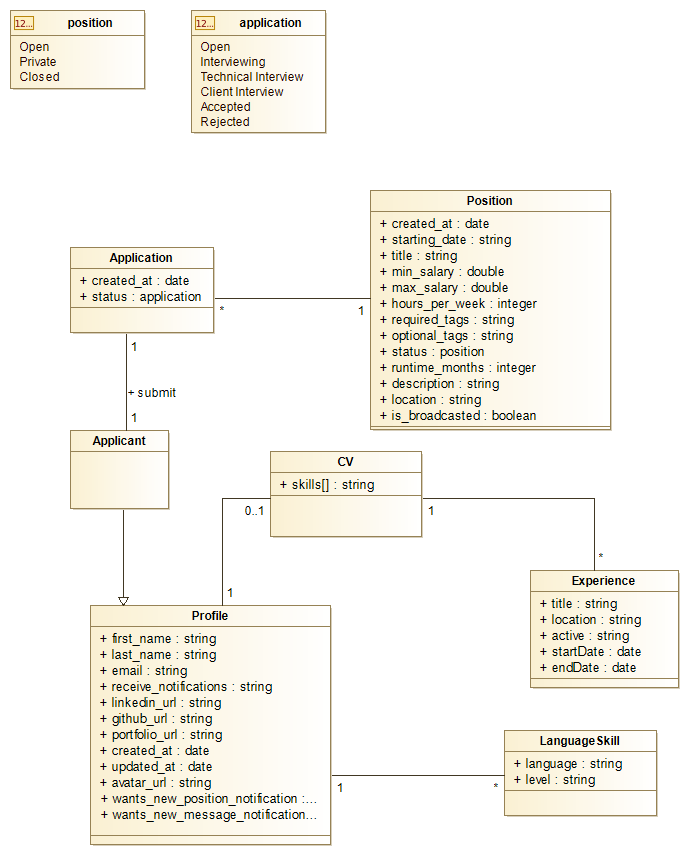 12... position
Open
Private
Closed
12... application
Open
Interviewing
Technical Interview
Client Interview
Accepted
Rejected
Position
+ created_at : date
+ starting_date : string
+ title : string
+ min_salary : double
+ max_salary : double
+ hours_per_week : integer
+ required_tags : string
+ optional_tags : string
+ status : position
+ runtime_months : integer
+ description : string
+ location : string
+ is_broadcasted : boolean
Application
+ created_at : date
+ status : application
*
1
1
+ submit
1
Applicant
CV
+ skills[] : string
0..1
1
1
*
Experience
+ title : string
+ location : string
+ active : string
+ startDate : date
+ endDate : date
Profile
+ first_name : string
+ last_name : string
+ email : string
+ receive_notifications : string
+ linkedin_url : string
+ github_url : string
+ portfolio_url : string
+ created_at : date
+ updated_at : date
+ avatar_url : string
+ wants_new_position_notification :...
+ wants_new_message_notification...
1
*
LanguageSkill
+ language : string
+ level : string